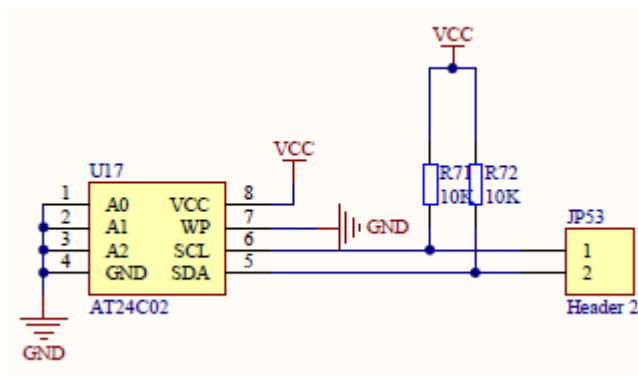 VCC
VCC
U17
R71 R72
10K 10K
1 A0 VCC 8
2 A1 WP 7 GND
3 A2 SCL 6
4 GND SDA 5
AT24C02
JP53
1
2
Header 2
GND